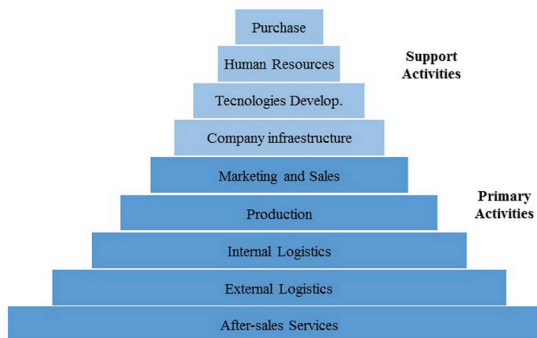 Purchase
Human Resources
Support
Activities
Tecnologies Develop.
Company infraestructure
Marketing and Sales
Primary
Activities
Production
Internal Logistics
External Logistics
After-sales Services